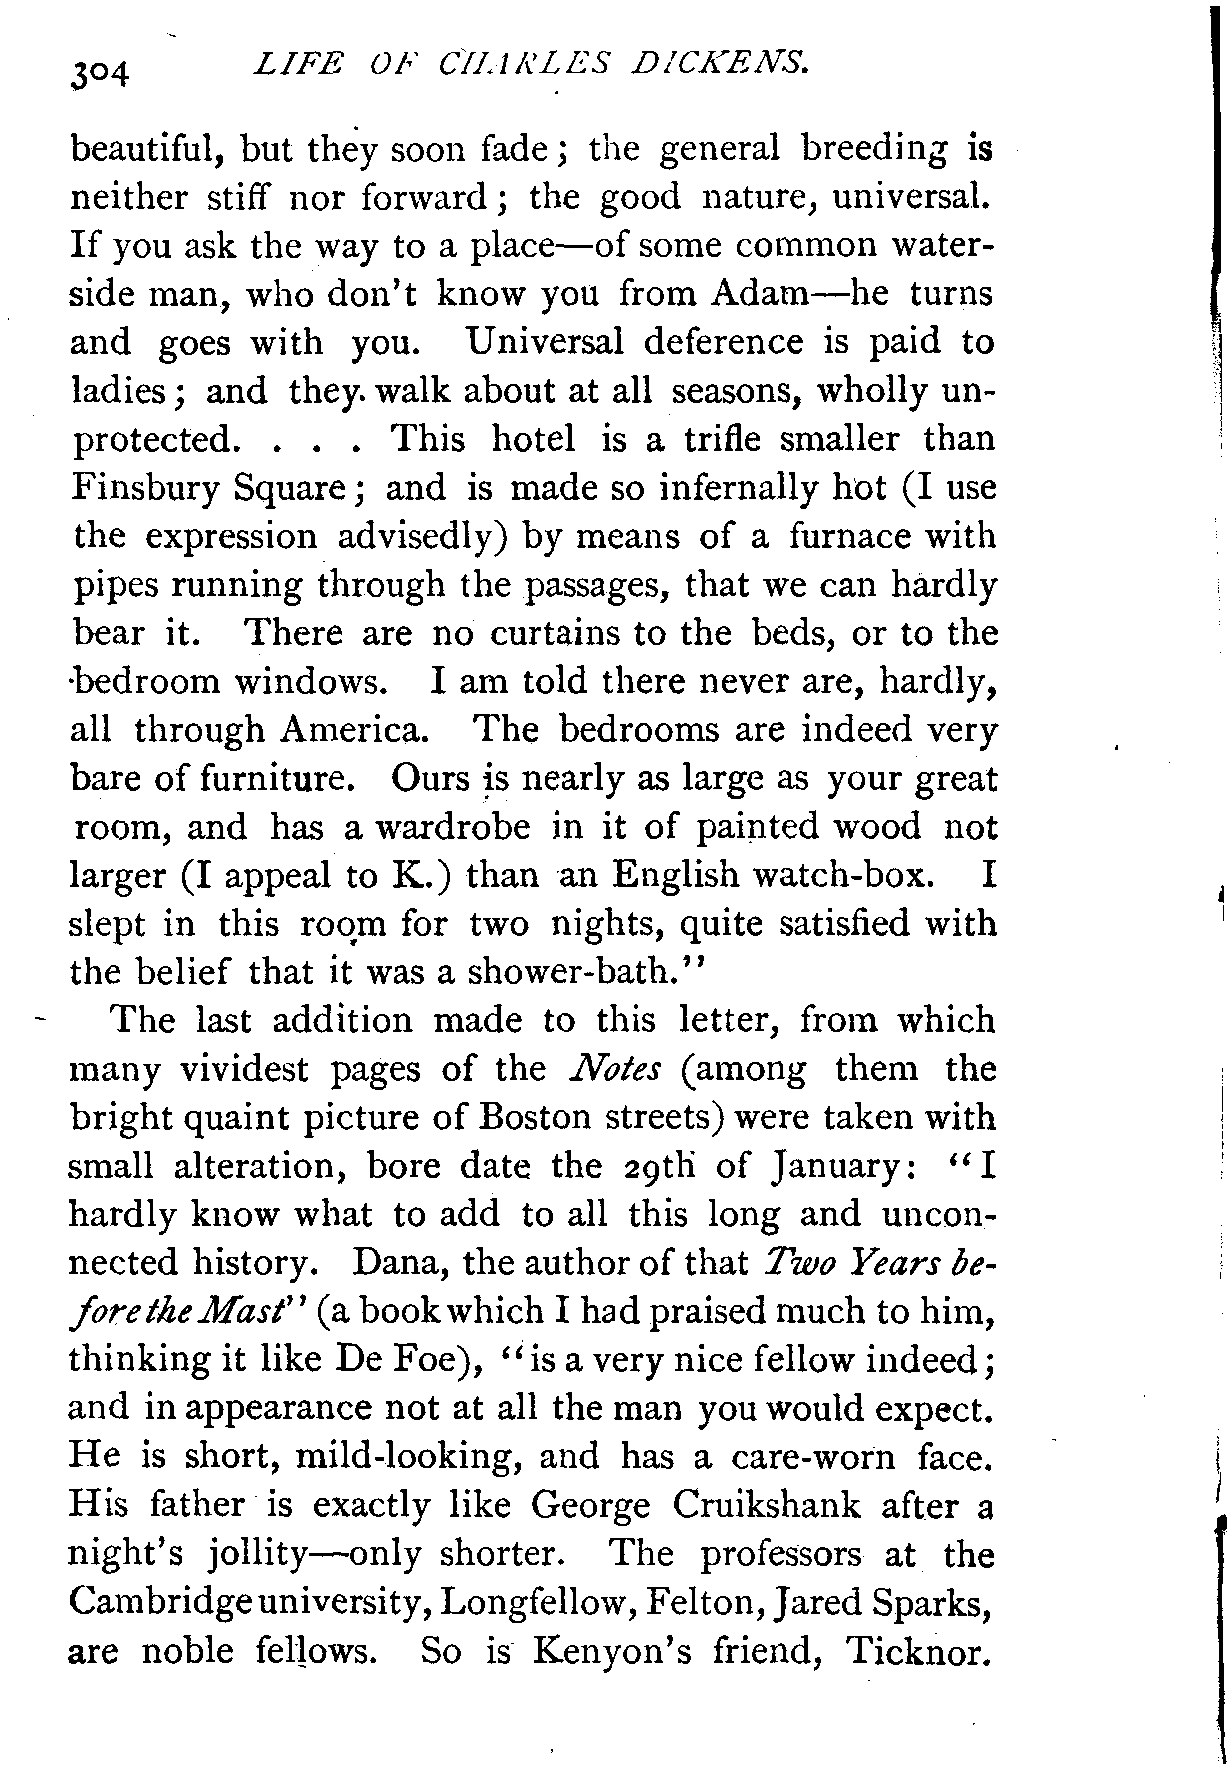 304 LIFE OF CHARLES DICKENS.
beautiful, but they soon fade; the general breeding is
neither stiff nor forward; the good nature, universal.
If you ask the way to a place—of some common water-
side man, who don't know you from Adam—he turns
and goes with you. Universal deference is paid to
ladies; and they walk about at all seasons, wholly un-
protected. . . . This hotel is a trifle smaller than
Finsbury Square; and is made so infernally hot (I use
the expression advisedly) by means of a furnace with
pipes running through the passages, that we can hardly
bear it. There are no curtains to the beds, or to the
bedroom windows. I am told there never are, hardly,
all through America. The bedrooms are indeed very
bare of furniture. Ours is nearly as large as your great
room, and has a wardrobe in it of painted wood not
larger (I appeal to K.) than an English watch-box. I
slept in this room for two nights, quite satisfied with
the belief that it was a shower-bath."
The last addition made to this letter, from which
many vividest pages of the Notes (among them the
bright quaint picture of Boston streets) were taken with
small alteration, bore date the 29th of January: "I
hardly know what to add to all this long and uncon-
nected history. Dana, the author of that Two Years be-
fore the Mast" (a book which I had praised much to him,
thinking it like De Foe), "is a very nice fellow indeed;
and in appearance not at all the man you would expect.
He is short, mild-looking, and has a care-worn face.
His father is exactly like George Cruikshank after a
night's jollity—only shorter. The professors at the
Cambridge university, Longfellow, Felton, Jared Sparks,
are noble fellows. So is Kenyon's friend, Ticknor.